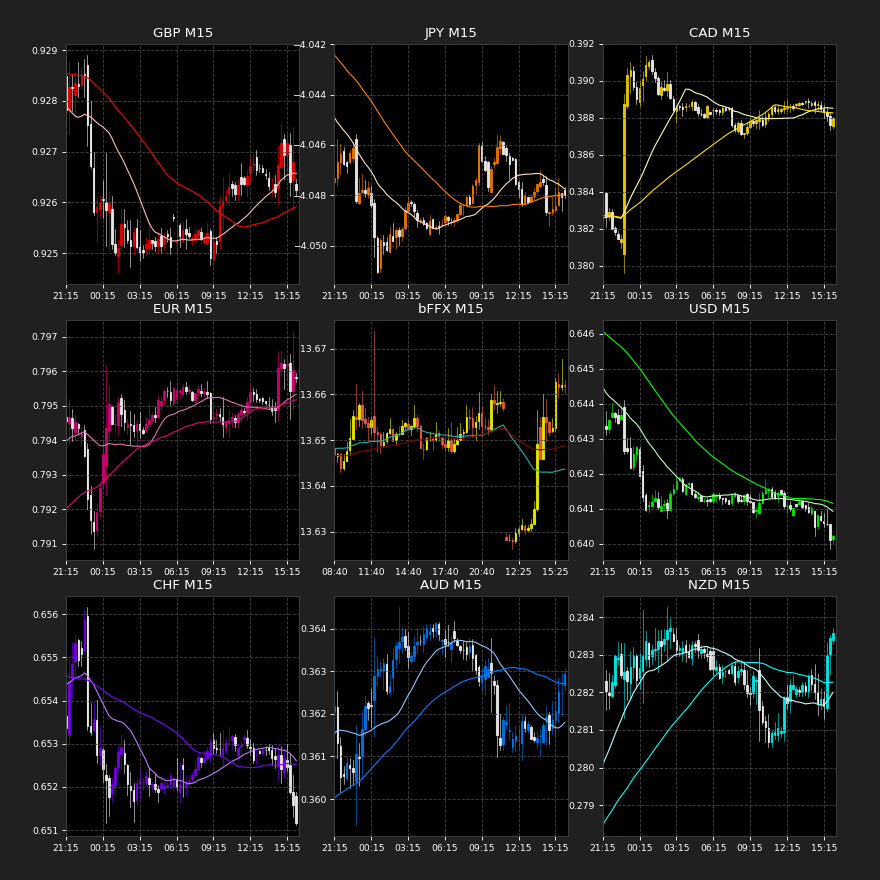 GBP M15 JPY M15 CAD M15
0.929 −4.042 0.392
0.928 −4.044 0.390
0.927 −4.046 0.388
0.926 −4.048 0.386
0.925 −4.050 0.384
0.382
0.380
21:15 00:15 03:15 06:15 09:15 12:15 15:15 21:15 00:15 03:15 06:15 09:15 12:15 15:15 21:15 00:15 03:15 06:15 09:15 12:15 15:15
EUR M15 bFFX M15 USD M15
0.797 13.67 0.646
0.796 13.66 0.645
0.795 13.65 0.644
0.794 13.64 0.643
0.793 13.63 0.642
0.792 0.641
0.791 0.640
21:15 00:15 03:15 06:15 09:15 12:15 15:15 08:40 11:40 14:40 17:40 20:40 12:25 15:25 21:15 00:15 03:15 06:15 09:15 12:15 15:15
CHF M15 AUD M15 NZD M15
0.656 0.364 0.284
0.655 0.363 0.283
0.654 0.362 0.282
0.653 0.361 0.281
0.652 0.360 0.280
0.651 0.279
21:15 00:15 03:15 06:15 09:15 12:15 15:15 21:15 00:15 03:15 06:15 09:15 12:15 15:15 21:15 00:15 03:15 06:15 09:15 12:15 15:15